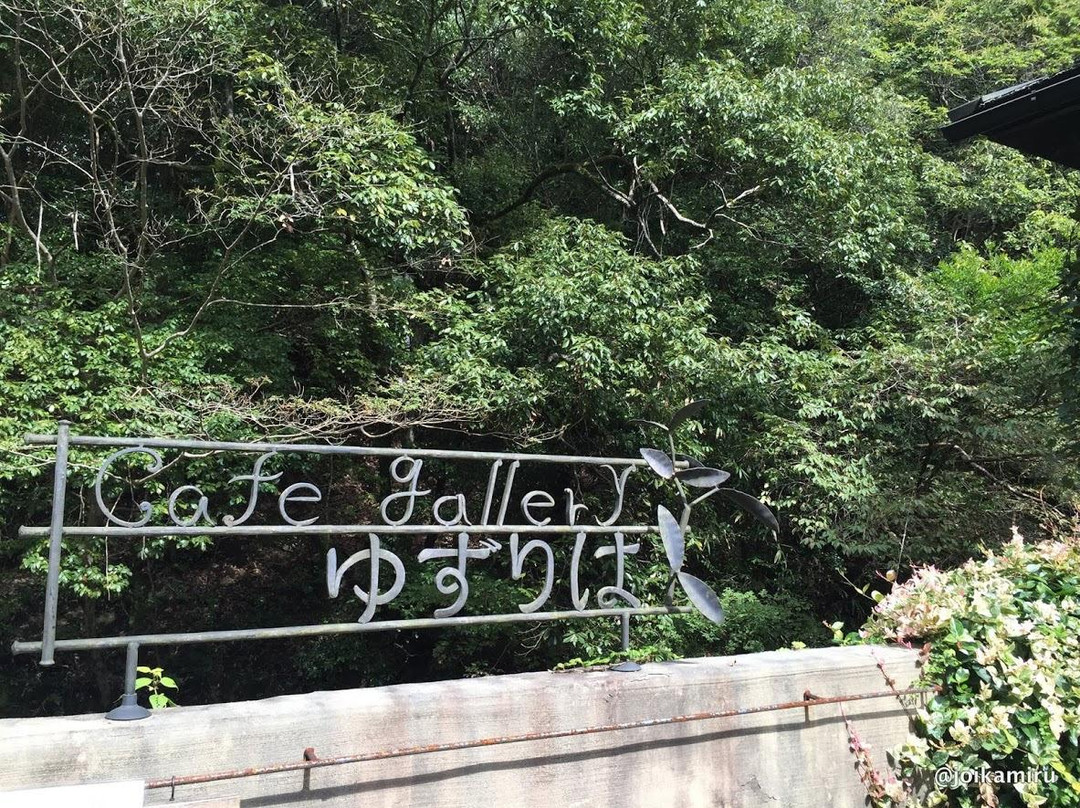 Cafe gallery
ゆずりは
@joikamiru